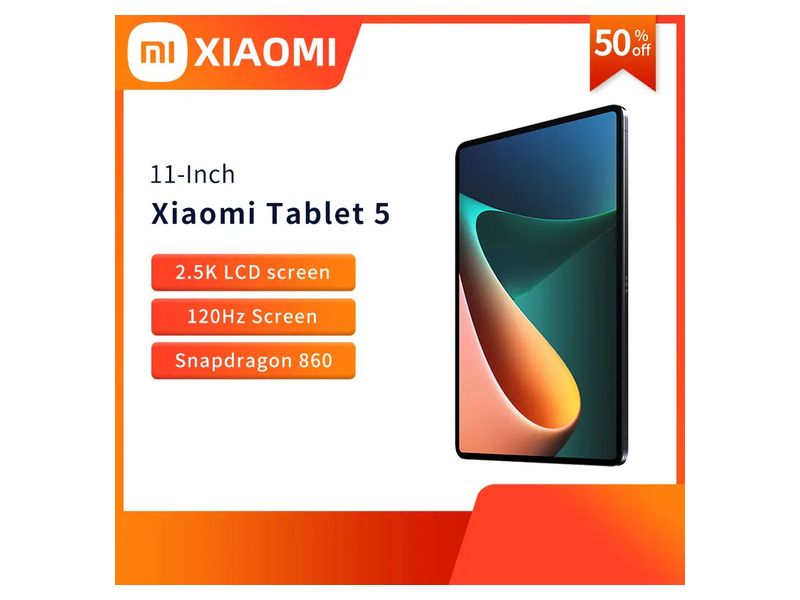 mi XIAOMI
50% off
11-Inch
Xiaomi Tablet 5
2.5K LCD screen
120Hz Screen
Snapdragon 860